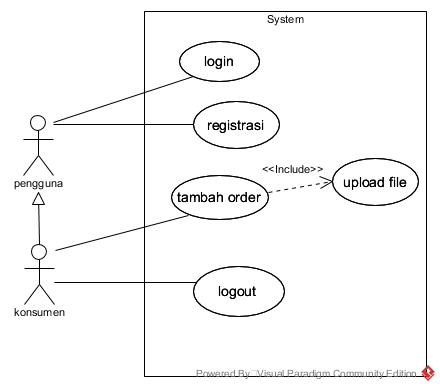 System
login
registrasi
pengguna
<<Include>>
upload file
tambah order
konsumen
logout
Powered By Visual Paradigm Community Edition